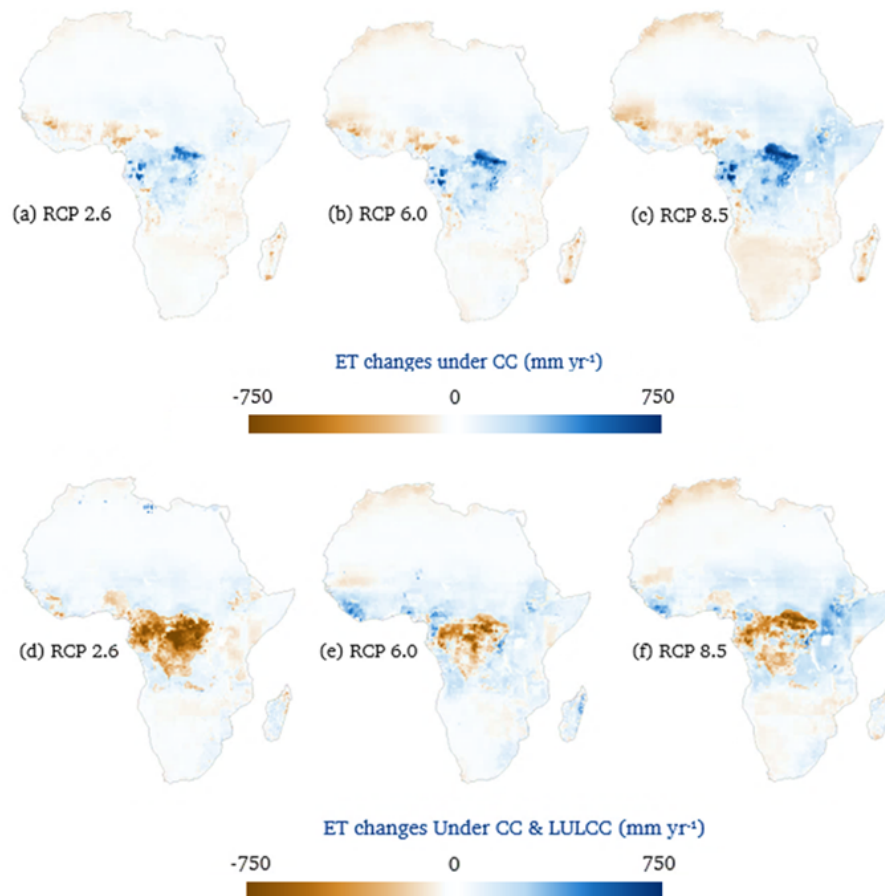 (a) RCP 2.6
(b) RCP 6.0
(c) RCP 8.5
ET changes under CC (mm yr⁻¹)
-750 0 750
(d) RCP 2.6
(e) RCP 6.0
(f) RCP 8.5
ET changes Under CC & LULCC (mm yr⁻¹)
-750 0 750